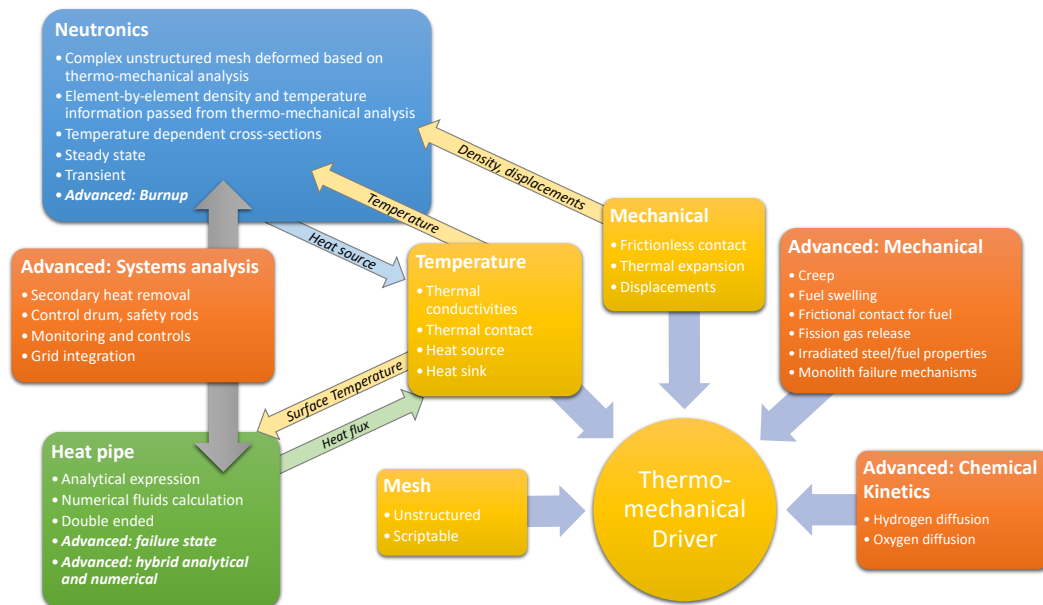 Neutronics
• Complex unstructured mesh deformed based on
thermo-mechanical analysis
• Element-by-element density and temperature
information passed from thermo-mechanical analysis
• Temperature dependent cross-sections
• Steady state
• Transient
• Advanced: Burnup
Density, displacements
Temperature
Heat source
Mechanical
• Frictionless contact
• Thermal expansion
• Displacements
Advanced: Mechanical
• Creep
• Fuel swelling
• Frictional contact for fuel
• Fission gas release
• Irradiated steel/fuel properties
• Monolith failure mechanisms
Advanced: Systems analysis
• Secondary heat removal
• Control drum, safety rods
• Monitoring and controls
• Grid integration
Temperature
• Thermal
conductivities
• Thermal contact
• Heat source
• Heat sink
Surface Temperature
Heat flux
Heat pipe
• Analytical expression
• Numerical fluids calculation
• Double ended
• Advanced: failure state
• Advanced: hybrid analytical
and numerical
Mesh
• Unstructured
• Scriptable
Thermo-
mechanical
Driver
Advanced: Chemical
Kinetics
• Hydrogen diffusion
• Oxygen diffusion